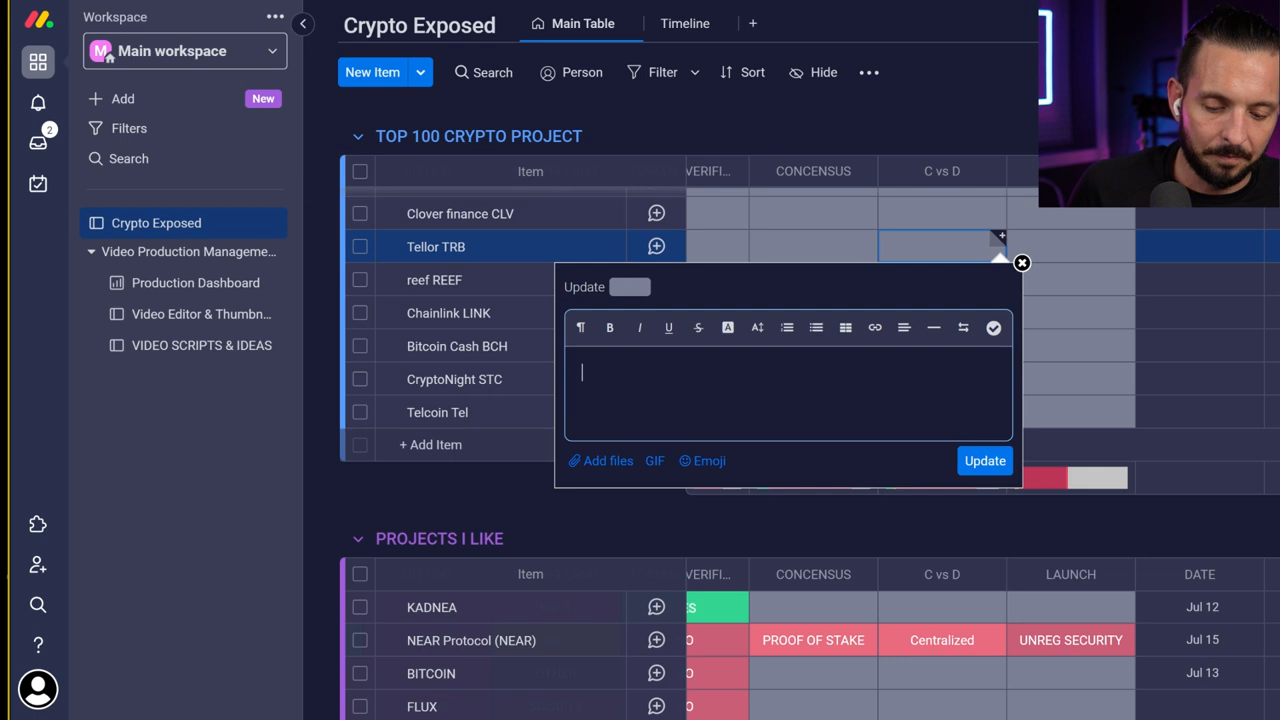 Workspace
M
Main workspace
Add
New
Filters
2
Search
Crypto Exposed
Video Production Manageme...
Production Dashboard
Video Editor & Thumbn...
VIDEO SCRIPTS & IDEAS
?
Crypto Exposed
Main Table
Timeline
+
New Item
Search
Person
Filter
Sort
Hide
TOP 100 CRYPTO PROJECT
Item
VERIFI...
CONCENSUS
C vs D
Clover finance CLV
Tellor TRB
reef REEF
Chainlink LINK
Bitcoin Cash BCH
CryptoNight STC
Telcoin Tel
+ Add Item
Update
B I U S A
Add files
GIF
Emoji
Update
PROJECTS I LIKE
Item
VERIFI...
CONCENSUS
C vs D
LAUNCH
DATE
KADNEA
ES
Jul 12
NEAR Protocol (NEAR)
O
PROOF OF STAKE
Centralized
UNREG SECURITY
Jul 15
BITCOIN
O
Jul 13
FLUX
O